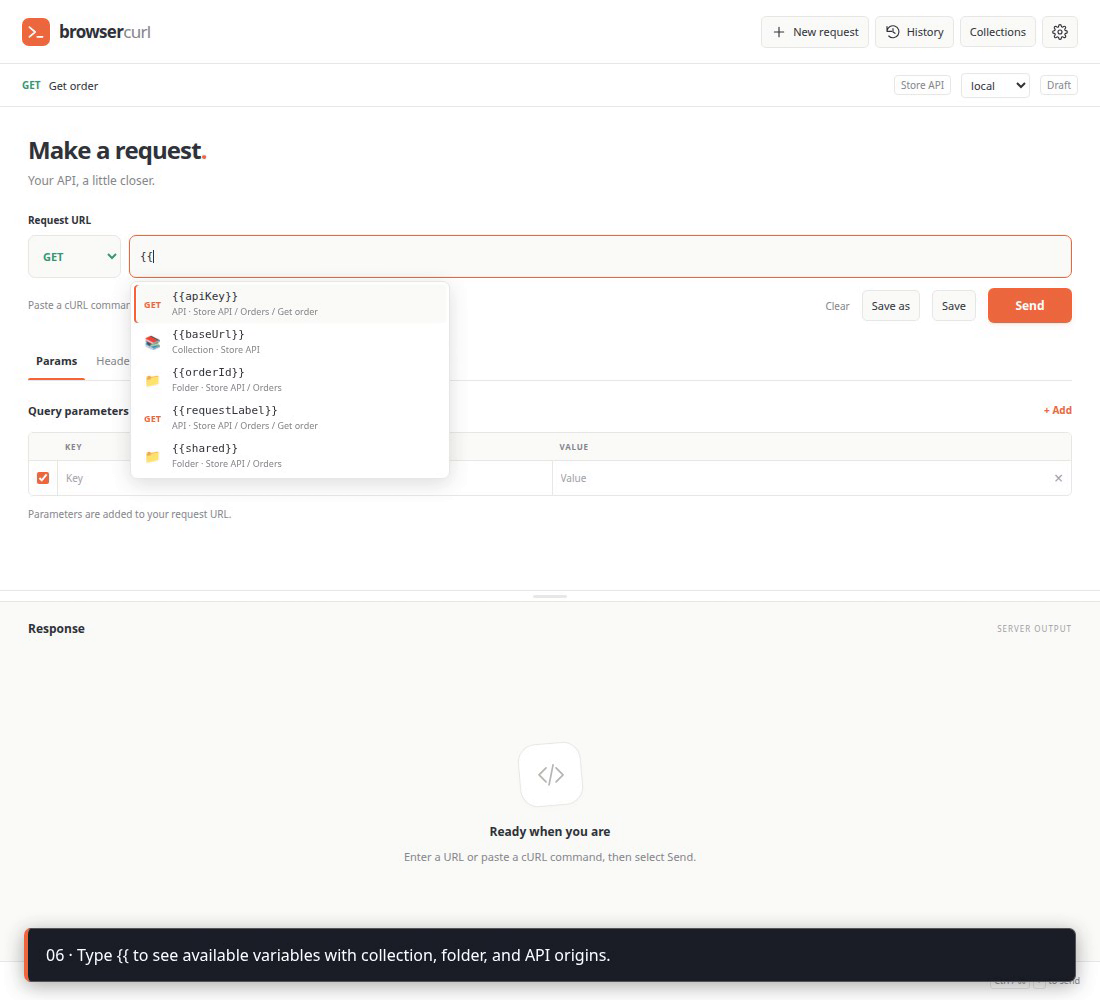 browsercurl
New request
History
Collections
GET Get order
Store API
local
Draft
Make a request.
Your API, a little closer.
Request URL
GET
{{
Paste a cURL
Clear
Save as
Save
Send
{{apiKey}}
GET
API · Store API / Orders / Get order
{{baseUrl}}
Collection · Store API
{{orderId}}
Folder · Store API / Orders
{{requestLabel}}
GET
API · Store API / Orders / Get order
{{shared}}
Folder · Store API / Orders
Params
Query parameters
+ Add
KEY
VALUE
Key
Value
Parameters are added to your request URL.
Response
SERVER OUTPUT
</>
Ready when you are
Enter a URL or paste a cURL command, then select Send.
06 · Type {{ to see available variables with collection, folder, and API origins.
to send